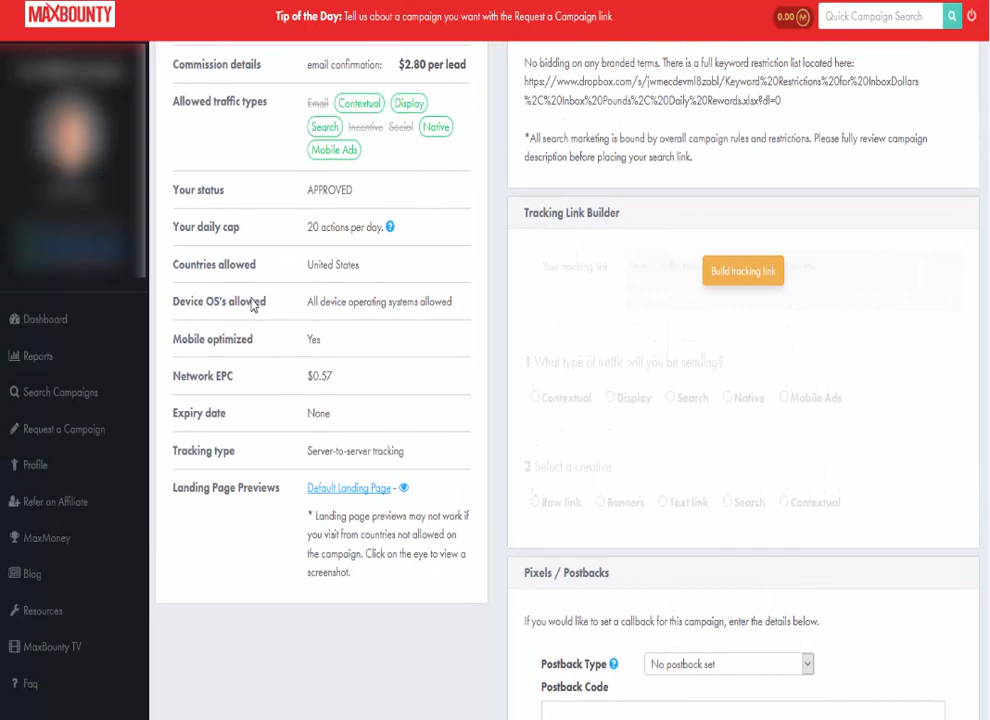 MAXBOUNTY
Tip of the Day: Tell us about a campaign you want with the Request a Campaign link
0.00 M
Quick Campaign Search
Dashboard
Reports
Search Campaigns
Request a Campaign
Profile
Refer an Affiliate
MaxMoney
Blog
Resources
MaxBounty TV
? Faq
Commission details
email confirmation: $2.80 per lead
Allowed traffic types
Email Contextual Display
Search Incentive Social Native
Mobile Ads
Your status
APPROVED
Your daily cap
20 actions per day. ?
Countries allowed
United States
Device OS's allowed
All device operating systems allowed
Mobile optimized
Yes
Network EPC
$0.57
Expiry date
None
Tracking type
Server-to-server tracking
Landing Page Previews
Default Landing Page -
* Landing page previews may not work if
you visit from countries not allowed on
the campaign. Click on the eye to view a
screenshot.
No bidding on any branded terms. There is a full keyword restriction list located here:
https://www.dropbox.com/s/jwmecdevml8zobl/Keyword%20Restrictions%20for%20InboxDollars
%2C%20Inbox%20Pounds%2C%20Daily%20Rewards.xlsx?dl=0
*All search marketing is bound by overall campaign rules and restrictions. Please fully review campaign
description before placing your search link.
Tracking Link Builder
Your tracking link
Build tracking link
1 What type of traffic will you be sending?
Contextual Display Search Native Mobile Ads
2 Select a creative
Raw link Banners Text link Search Contextual
Pixels / Postbacks
If you would like to set a callback for this campaign, enter the details below.
Postback Type ?
No postback set
Postback Code